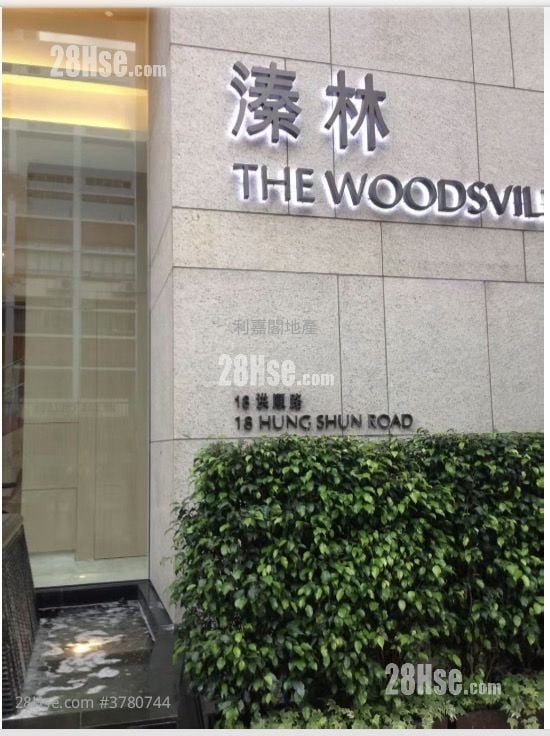 28Hse.com
溱林
THE WOODSVIL
利嘉閣地產
28Hse.com
18 洪順路
18 HUNG SHUN ROAD
28Hse.com
28Hse.com #3780744